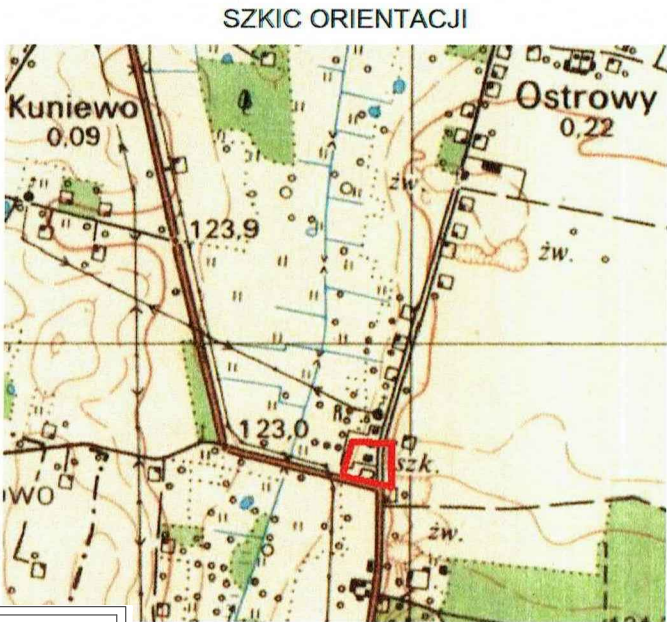 SZKIC ORIENTACJI
Kuniewo
0.09
Ostrowy
0.22
żw.
123,9
żw.
123,0
szk.
żw.